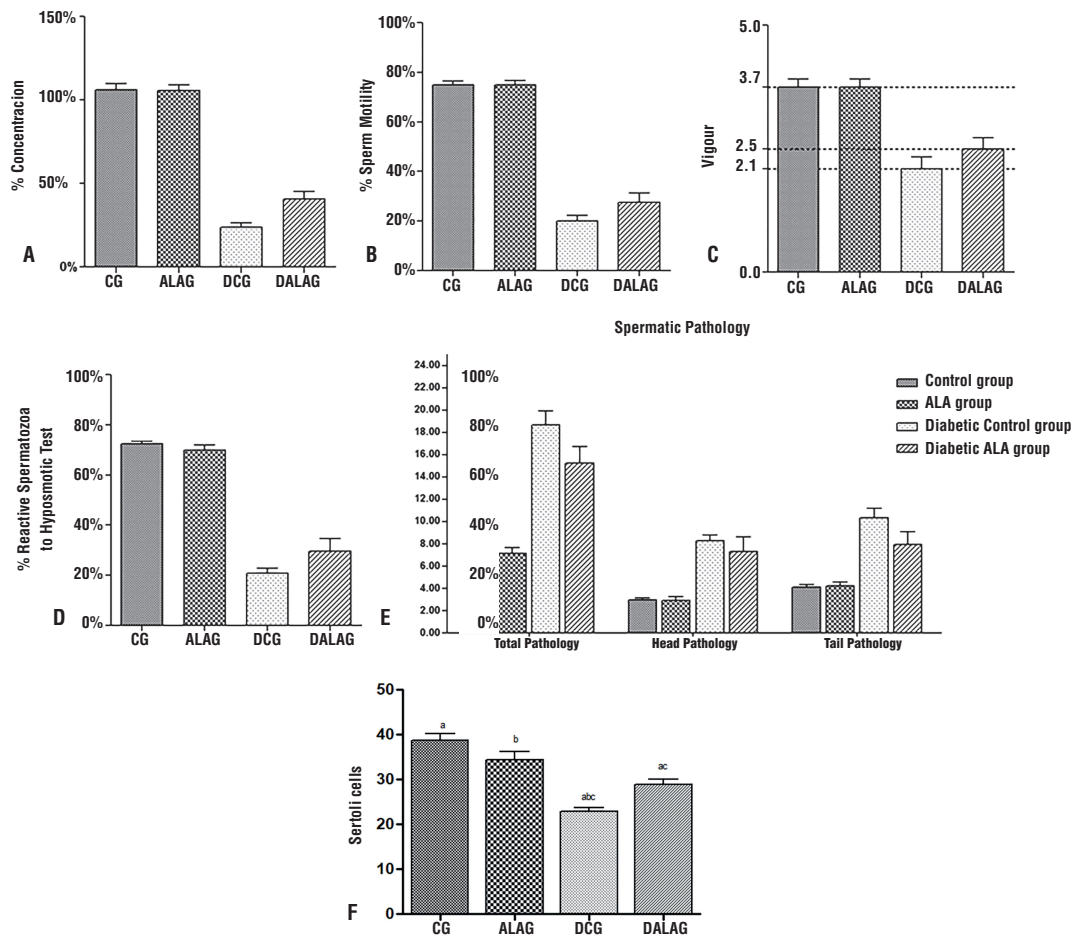 150%
100%
50%
0%
% Concentracion
A
CG ALAG DCG DALAG
100%
80%
60%
40%
20%
0%
% Sperm Motility
B
CG ALAG DCG DALAG
5.0
3.7
2.5
2.1
0.0
Vigour
C
CG ALAG DCG DALAG
Spermatic Pathology
100%
80%
60%
40%
20%
0%
% Reactive Spermatozoa
to Hyposmotic Test
D
CG ALAG DCG DALAG
24.00
22.00
20.00
18.00
16.00
14.00
12.00
10.00
8.00
6.00
4.00
2.00
0.00
100%
80%
60%
40%
20%
0%
E
Total Pathology Head Pathology Tail Pathology
Control group
ALA group
Diabetic Control group
Diabetic ALA group
50
40
30
20
10
0
Sertoli cells
a
b
abc
ac
F
CG ALAG DCG DALAG